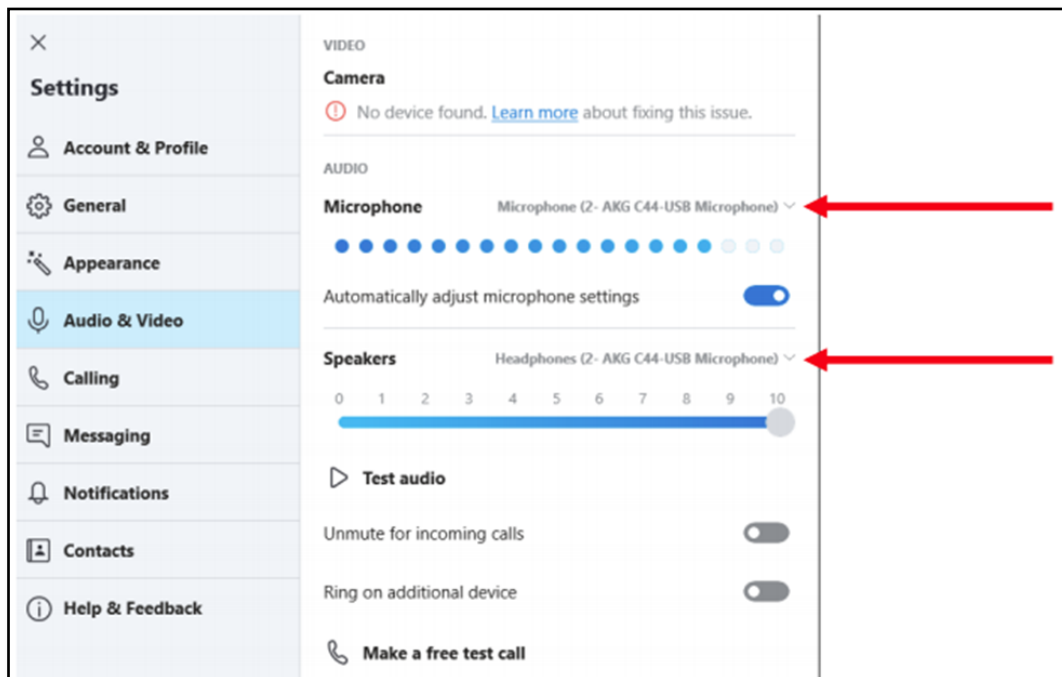 Settings
Account & Profile
General
Appearance
Audio & Video
Calling
Messaging
Notifications
Contacts
Help & Feedback
VIDEO
Camera
No device found. Learn more about fixing this issue.
AUDIO
Microphone Microphone (2- AKG C44-USB Microphone)
Automatically adjust microphone settings
Speakers Headphones (2- AKG C44-USB Microphone)
0 1 2 3 4 5 6 7 8 9 10
Test audio
Unmute for incoming calls
Ring on additional device
Make a free test call